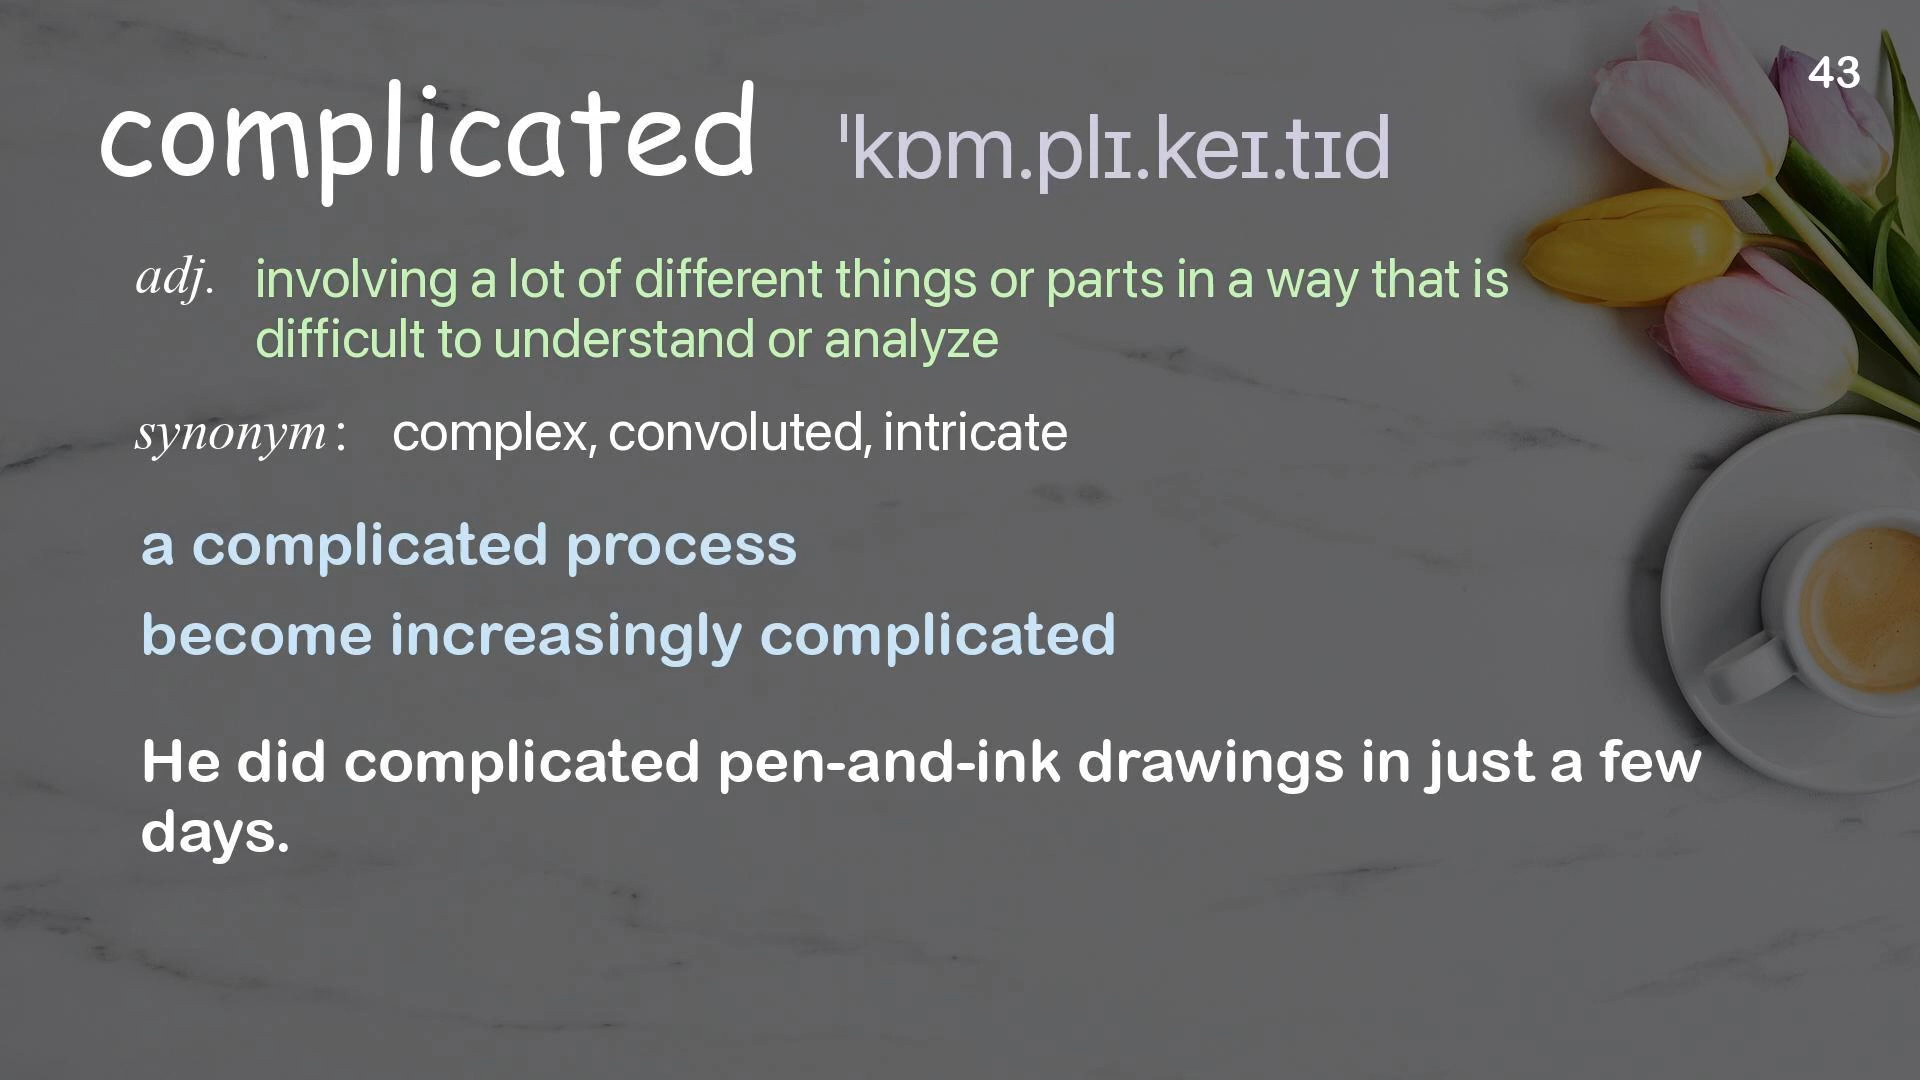 43
complicated ˈkɒm.plɪ.keɪ.tɪd
adj. involving a lot of different things or parts in a way that is
difficult to understand or analyze
synonym : complex, convoluted, intricate
a complicated process
become increasingly complicated
He did complicated pen-and-ink drawings in just a few
days.